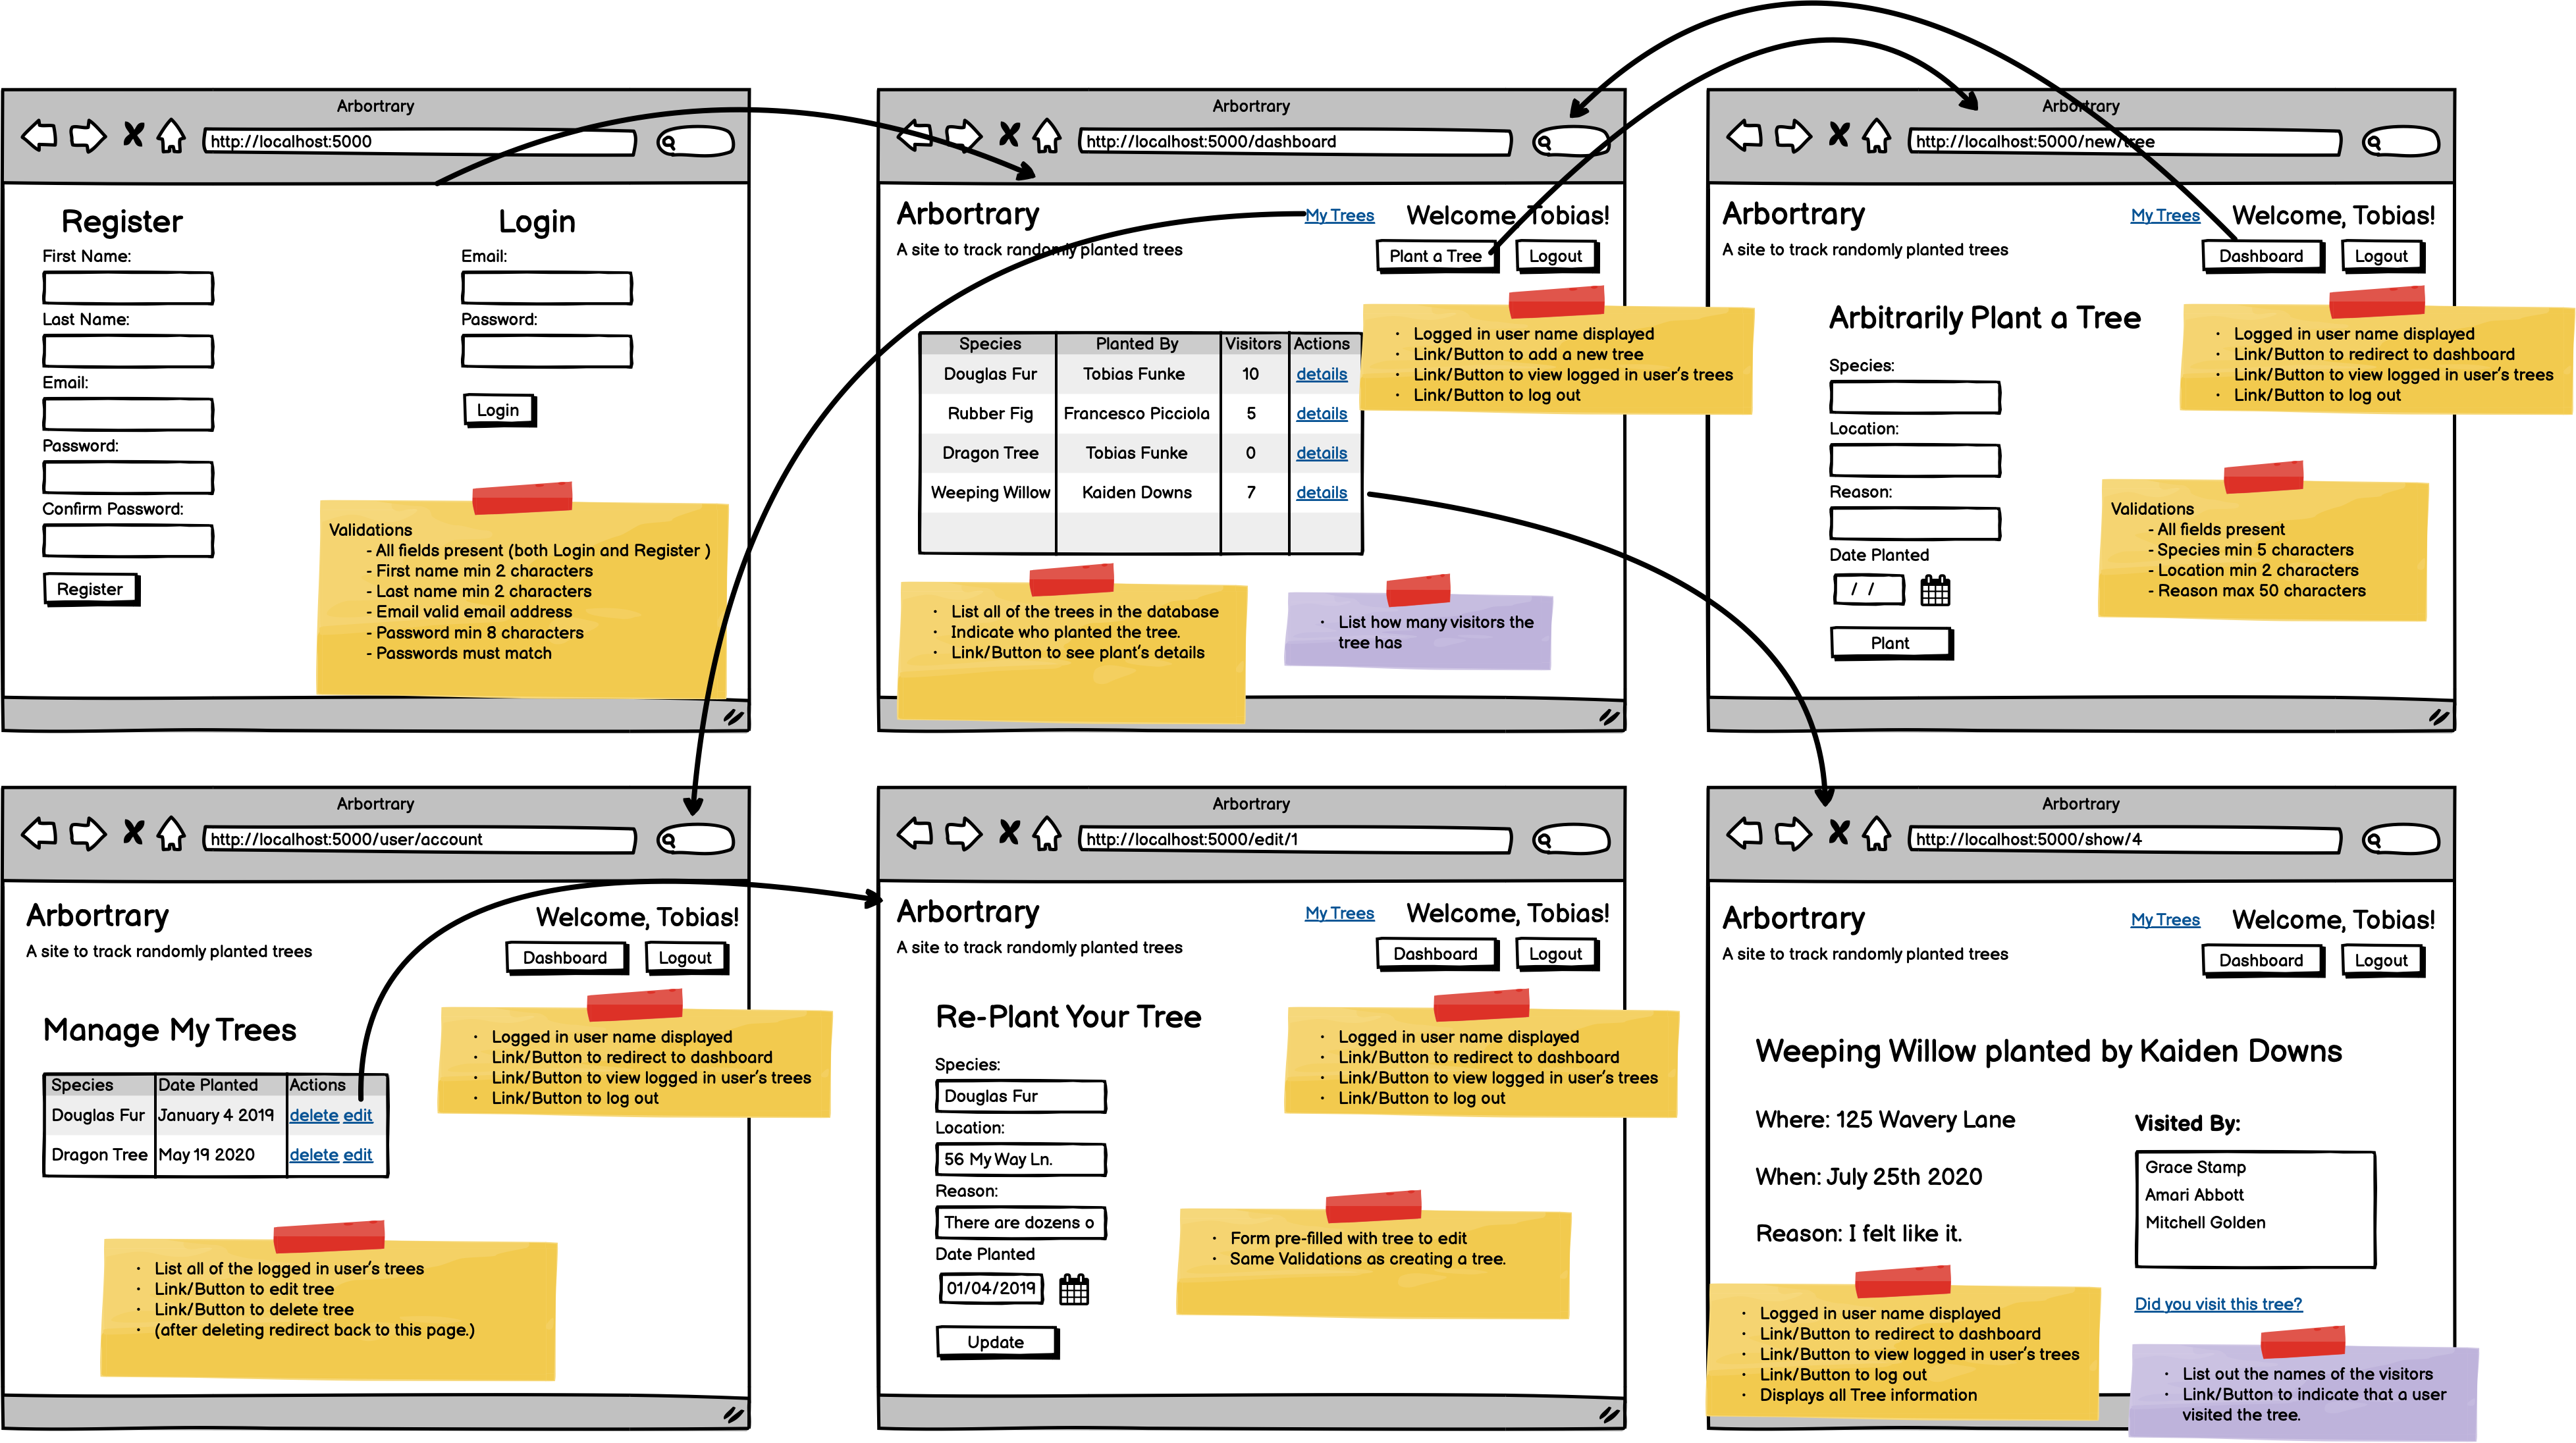 Arbortrary
http://localhost:5000
Register
First Name:
Last Name:
Email:
Password:
Confirm Password:
Register
Login
Email:
Password:
Login
Validations
- All fields present (both Login and Register )
- First name min 2 characters
- Last name min 2 characters
- Email valid email address
- Password min 8 characters
- Passwords must match
Arbortrary
http://localhost:5000/dashboard
Arbortrary
A site to track randomly planted trees
My Trees
Welcome, Tobias!
Plant a Tree
Logout
· Logged in user name displayed
· Link/Button to add a new tree
· Link/Button to view logged in user's trees
· Link/Button to log out
Species Planted By Visitors Actions
Douglas Fur Tobias Funke 10 details
Rubber Fig Francesco Picciola 5 details
Dragon Tree Tobias Funke 0 details
Weeping Willow Kaiden Downs 7 details
· List all of the trees in the database
· Indicate who planted the tree.
· Link/Button to see plant's details
· List how many visitors the
tree has
Arbortrary
http://localhost:5000/new/tree
Arbortrary
A site to track randomly planted trees
My Trees
Welcome, Tobias!
Dashboard
Logout
· Logged in user name displayed
· Link/Button to redirect to dashboard
· Link/Button to view logged in user's trees
· Link/Button to log out
Arbitrarily Plant a Tree
Species:
Location:
Reason:
Date Planted
/ /
Plant
Validations
- All fields present
- Species min 5 characters
- Location min 2 characters
- Reason max 50 characters
Arbortrary
http://localhost:5000/user/account
Arbortrary
A site to track randomly planted trees
Welcome, Tobias!
Dashboard
Logout
· Logged in user name displayed
· Link/Button to redirect to dashboard
· Link/Button to view logged in user's trees
· Link/Button to log out
Manage My Trees
Species Date Planted Actions
Douglas Fur January 4 2019 delete edit
Dragon Tree May 19 2020 delete edit
· List all of the logged in user's trees
· Link/Button to edit tree
· Link/Button to delete tree
· (after deleting redirect back to this page.)
Arbortrary
http://localhost:5000/edit/1
Arbortrary
A site to track randomly planted trees
My Trees
Welcome, Tobias!
Dashboard
Logout
· Logged in user name displayed
· Link/Button to redirect to dashboard
· Link/Button to view logged in user's trees
· Link/Button to log out
Re-Plant Your Tree
Species:
Douglas Fur
Location:
56 My Way Ln.
Reason:
There are dozens o
Date Planted
01/04/2019
Update
· Form pre-filled with tree to edit
· Same Validations as creating a tree.
Arbortrary
http://localhost:5000/show/4
Arbortrary
A site to track randomly planted trees
My Trees
Welcome, Tobias!
Dashboard
Logout
Weeping Willow planted by Kaiden Downs
Where: 125 Wavery Lane
When: July 25th 2020
Reason: I felt like it.
Visited By:
Grace Stamp
Amari Abbott
Mitchell Golden
Did you visit this tree?
· Logged in user name displayed
· Link/Button to redirect to dashboard
· Link/Button to view logged in user's trees
· Link/Button to log out
· Displays all Tree information
· List out the names of the visitors
· Link/Button to indicate that a user
visited the tree.